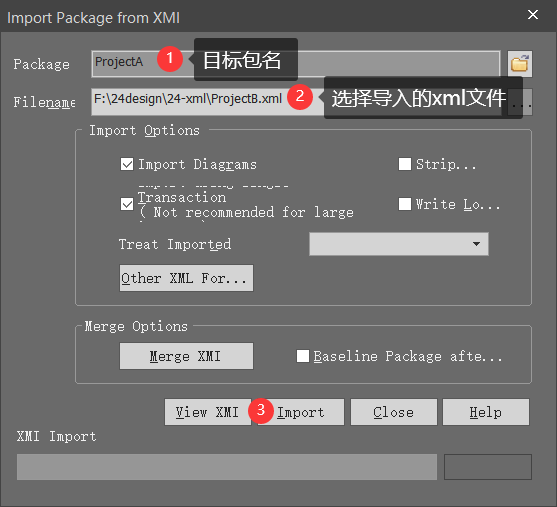 Import Package from XMI
Package
ProjectA
1
目标包名
Filename
F:\24design\24-xml\ProjectB.xml
2
选择导入的xml文件
Import Options
Import Diagrams
Strip...
Transaction
( Not recommended for large
Write Lo...
Treat Imported
Other XML For...
Merge Options
Merge XMI
Baseline Package afte...
View XMI
3
Import
Close
Help
XMI Import